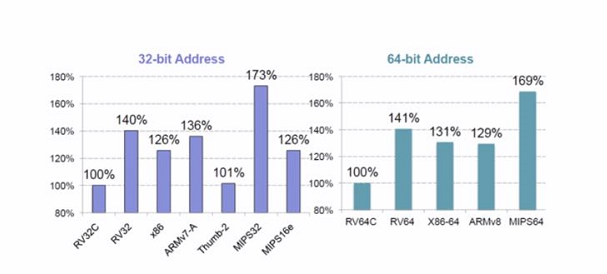 32-bit Address
180%
160%
140%
120%
100%
80%
100%
140%
126%
136%
101%
173%
126%
RV32C
RV32
x86
ARMv7-A
Thumb-2
MIPS32
MIPS16e
64-bit Address
180%
160%
140%
120%
100%
80%
100%
141%
131%
129%
169%
RV64C
RV64
X86-64
ARMv8
MIPS64